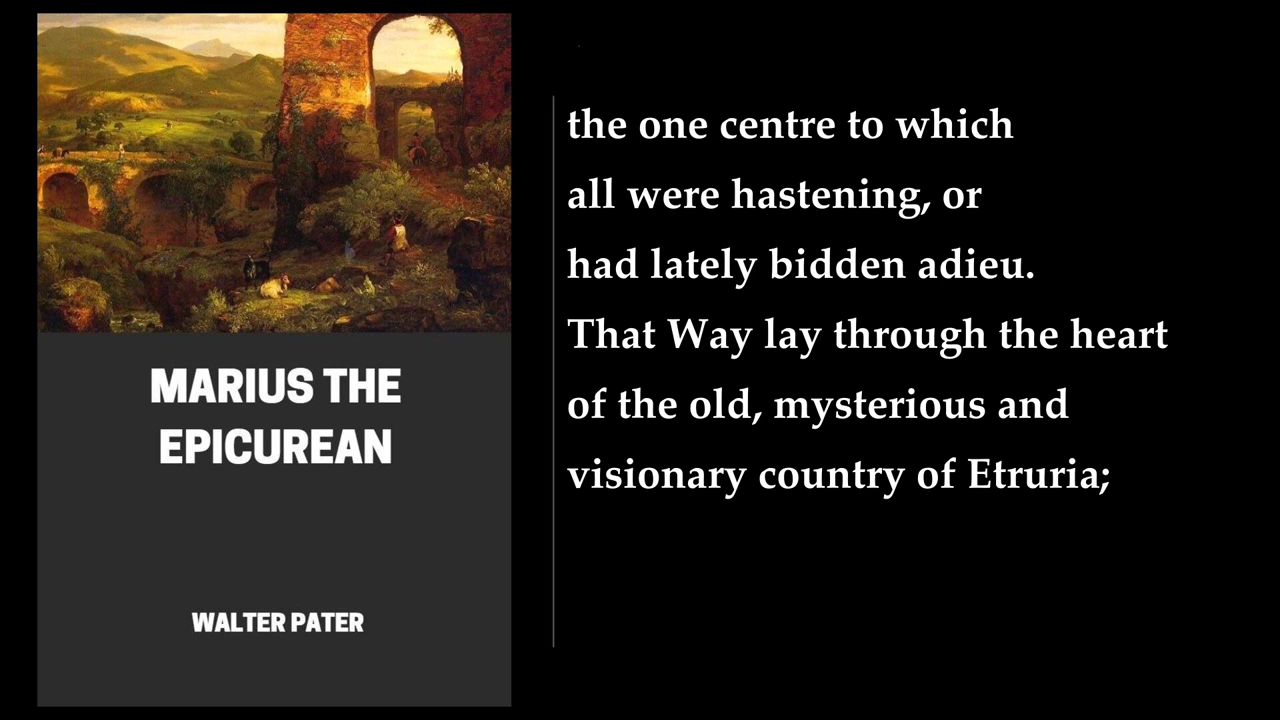 MARIUS THE
EPICUREAN
WALTER PATER
the one centre to which
all were hastening, or
had lately bidden adieu.
That Way lay through the heart
of the old, mysterious and
visionary country of Etruria;